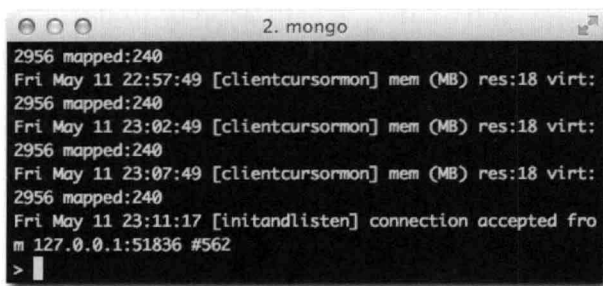 2. mongo
2956 mapped:240
Fri May 11 22:57:49 [clientcursormon] mem (MB) res:18 virt:
2956 mapped:240
Fri May 11 23:02:49 [clientcursormon] mem (MB) res:18 virt:
2956 mapped:240
Fri May 11 23:07:49 [clientcursormon] mem (MB) res:18 virt:
2956 mapped:240
Fri May 11 23:11:17 [initandlisten] connection accepted fro
m 127.0.0.1:51836 #562
>